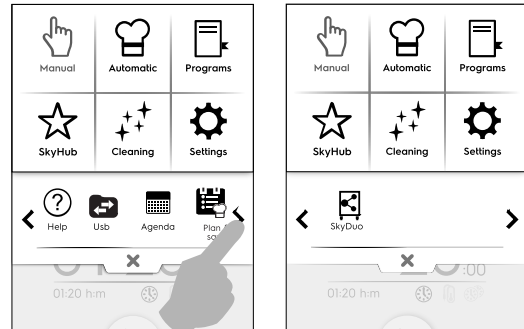 Manual Automatic Programs
SkyHub Cleaning Settings
Help Usb Agenda Plan
01:20 h:m
Manual Automatic Programs
SkyHub Cleaning Settings
SkyDuo
:00
01:20 h:m